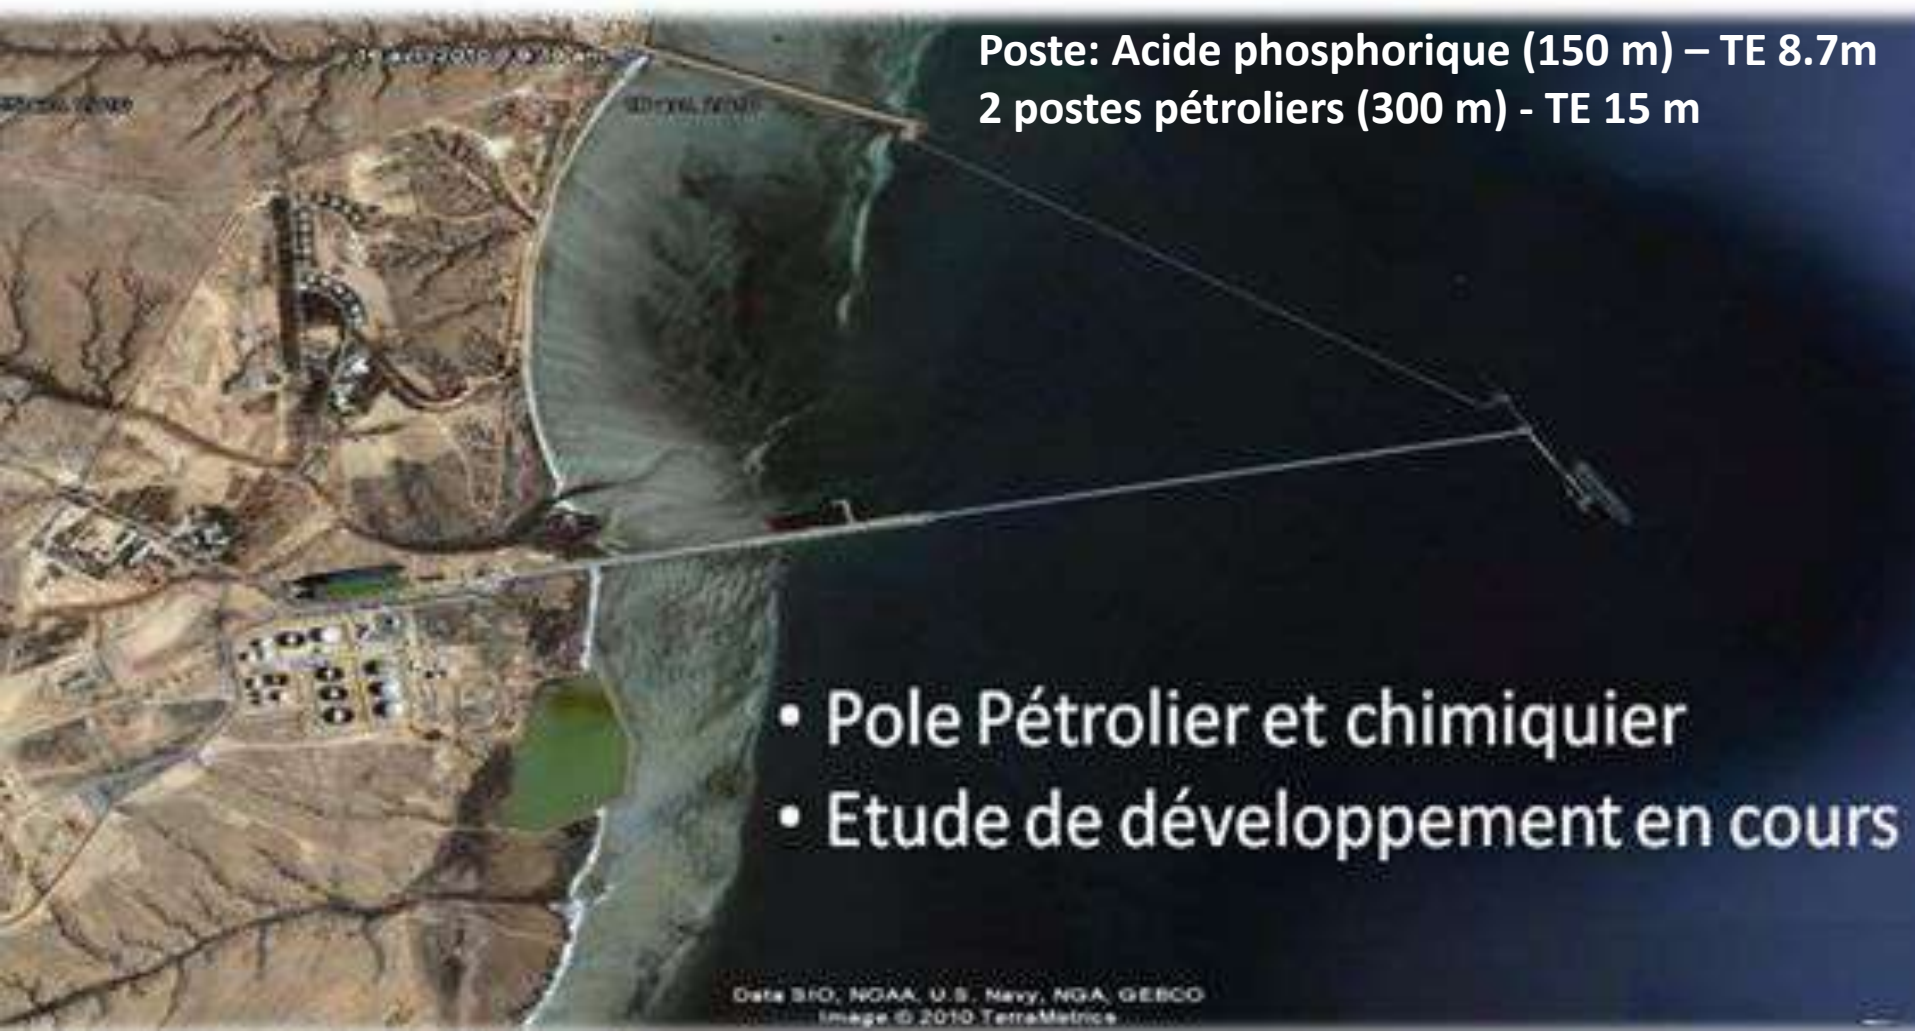 Poste: Acide phosphorique (150 m) – TE 8.7m
2 postes pétroliers (300 m) - TE 15 m
• Pole Pétrolier et chimiquier
• Etude de développement en cours
Data SIO, NOAA, U.S. Navy, NGA, GEBCO
Image © 2010 TerraMetrics